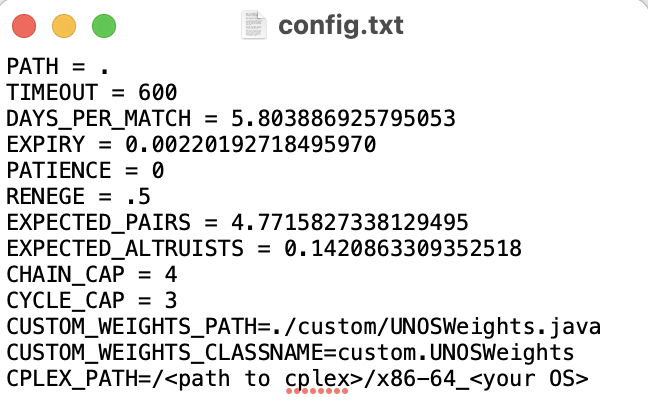 config.txt
PATH = .
TIMEOUT = 600
DAYS_PER_MATCH = 5.803886925795053
EXPIRY = 0.00220192718495970
PATIENCE = 0
RENEGE = .5
EXPECTED_PAIRS = 4.7715827338129495
EXPECTED_ALTRUISTS = 0.1420863309352518
CHAIN_CAP = 4
CYCLE_CAP = 3
CUSTOM_WEIGHTS_PATH=./custom/UNOSWeights.java
CUSTOM_WEIGHTS_CLASSNAME=custom.UNOSWeights
CPLEX_PATH=/<path to cplex>/x86-64_<your OS>